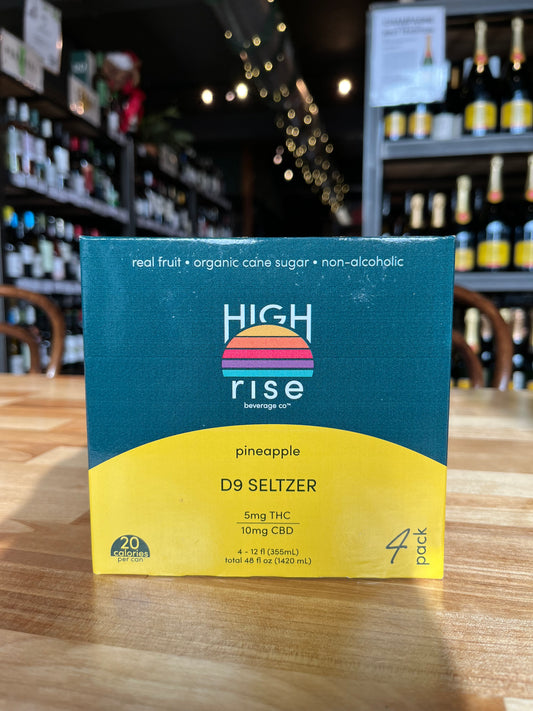 real fruit • organic cane sugar • non-alcoholic
HIGH
rise
beverage co™
pineapple
D9 SELTZER
5mg THC
10mg CBD
20
calories
per can
4 - 12 fl (355mL)
total 48 fl oz (1420 mL)
4
pack